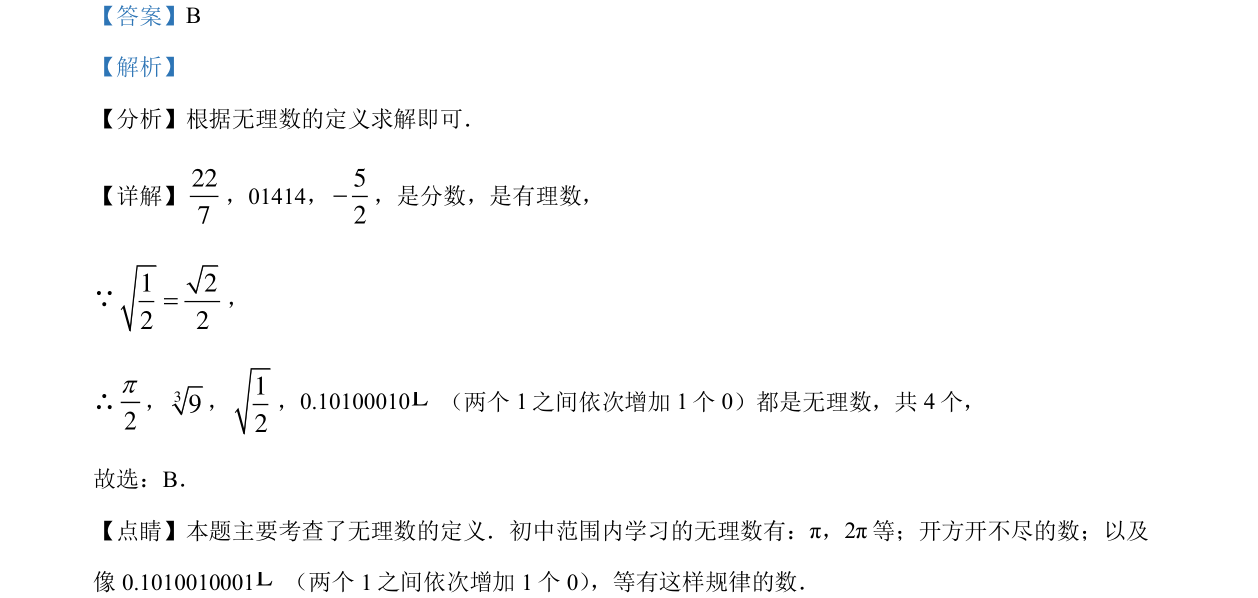 【答案】B
【解析】
【分析】根据无理数的定义求解即可．
【详解】22/7，01414，−5/2，是分数，是有理数，
∵√(1/2)=√2/2，
∴π/2，∛9，√(1/2)，0.10100010L （两个 1 之间依次增加 1 个 0）都是无理数，共 4 个，
故选：B．
【点睛】本题主要考查了无理数的定义．初中范围内学习的无理数有：π，2π 等；开方开不尽的数；以及
像 0.1010010001L （两个 1 之间依次增加 1 个 0），等有这样规律的数．